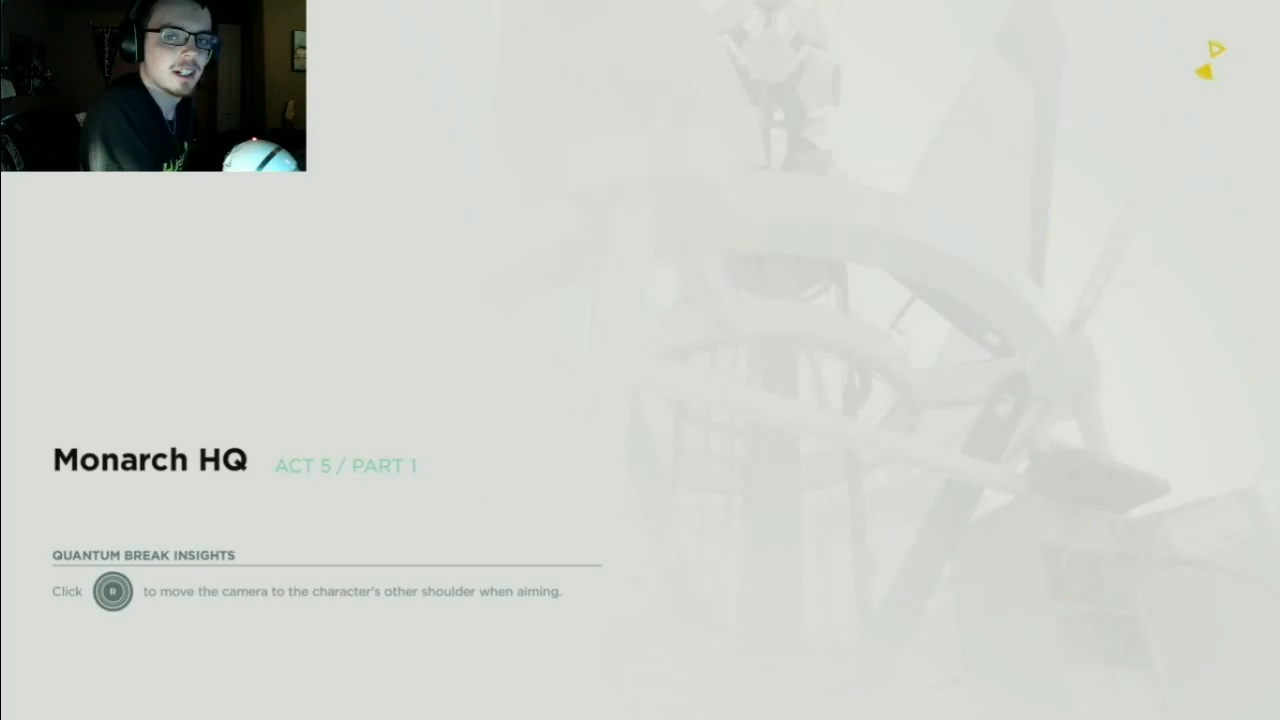 Monarch HQ ACT 5 / PART 1
QUANTUM BREAK INSIGHTS
Click R to move the camera to the character's other shoulder when aiming.